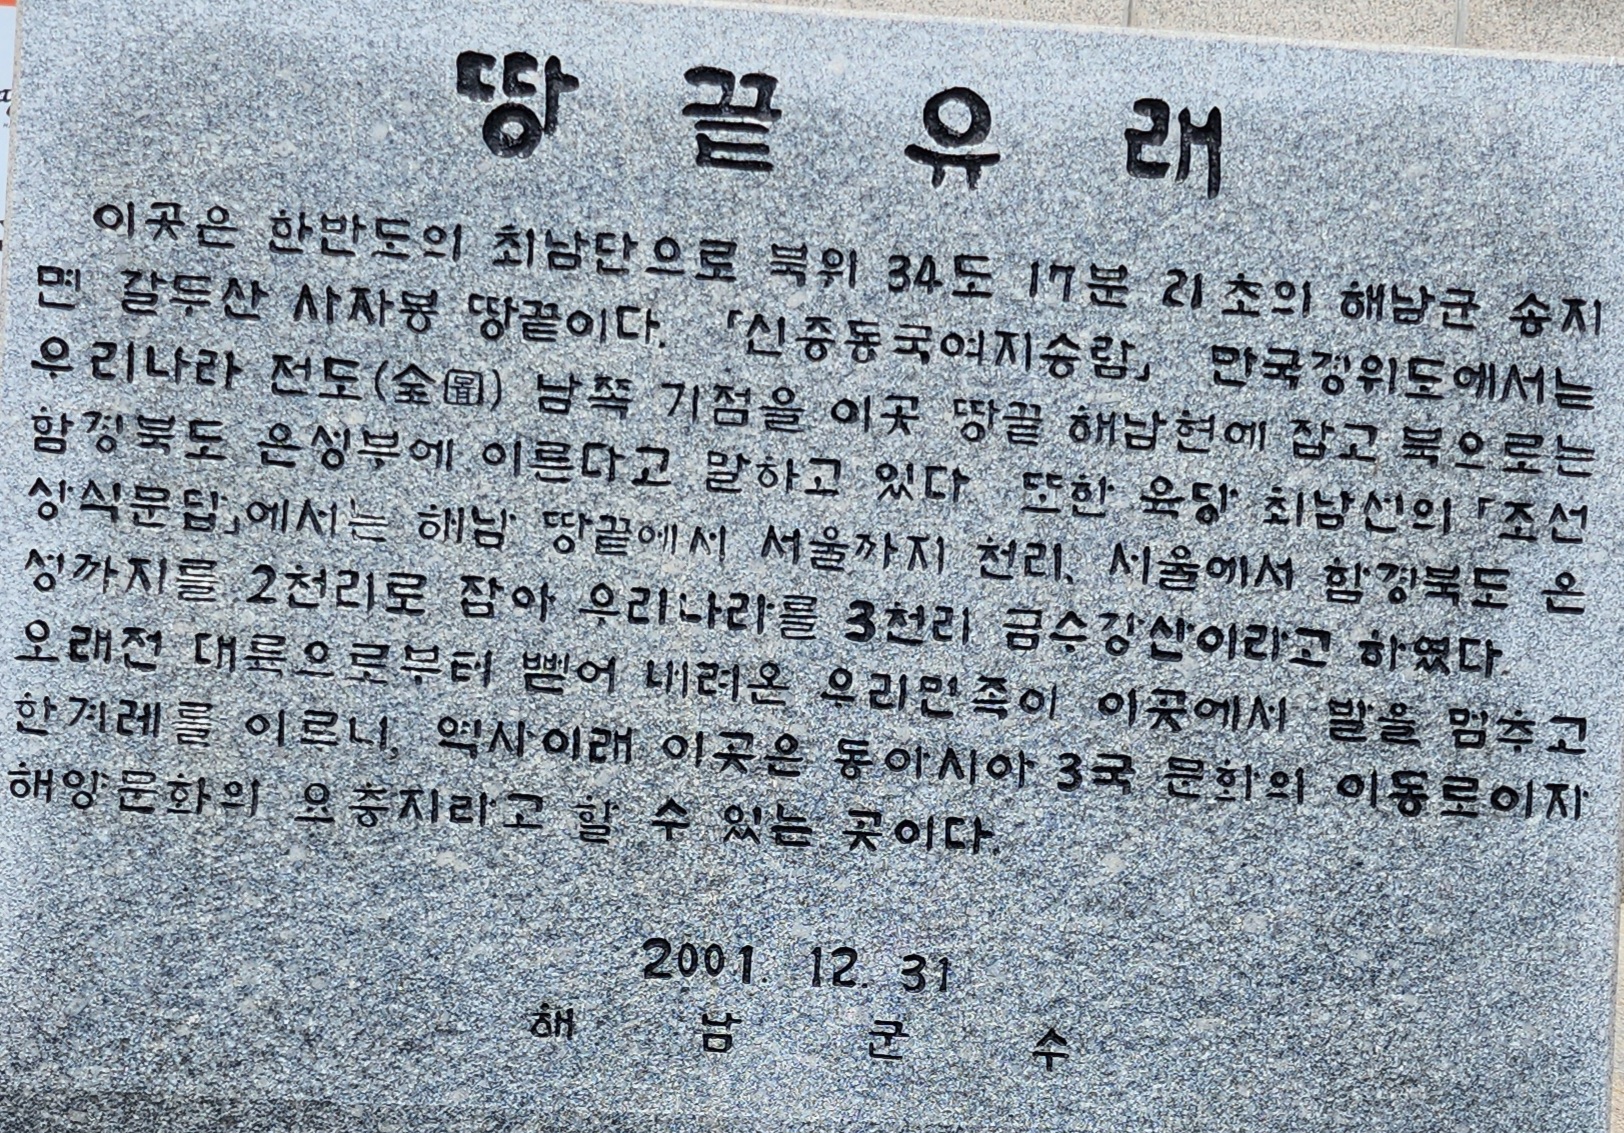 땅 끝 유 래
이곳은 한반도의 최남단으로 북위 34도 17분 21초의 해남군 송지
면 갈두산 사자봉 땅끝이다. 「신증동국여지승람」 만국경위도에서는
우리나라 전도(全圖) 남쪽 기점을 이곳 땅끝 해남현에 잡고 북으로는
함경북도 온성부에 이른다고 말하고 있다 또한 육당 최남선의 「조선
상식문답」에서는 해남 땅끝에서 서울까지 천리, 서울에서 함경북도 온
성까지를 2천리로 잡아 우리나라를 3천리 금수강산이라고 하였다.
오래전 대륙으로부터 뻗어 내려온 우리민족이 이곳에서 발을 멈추고
한겨레를 이르니, 역사이래 이곳은 동아시아 3국 문화의 이동로이자
해양문화의 요충지라고 할 수 있는 곳이다.
2001. 12. 31
해 남 군 수